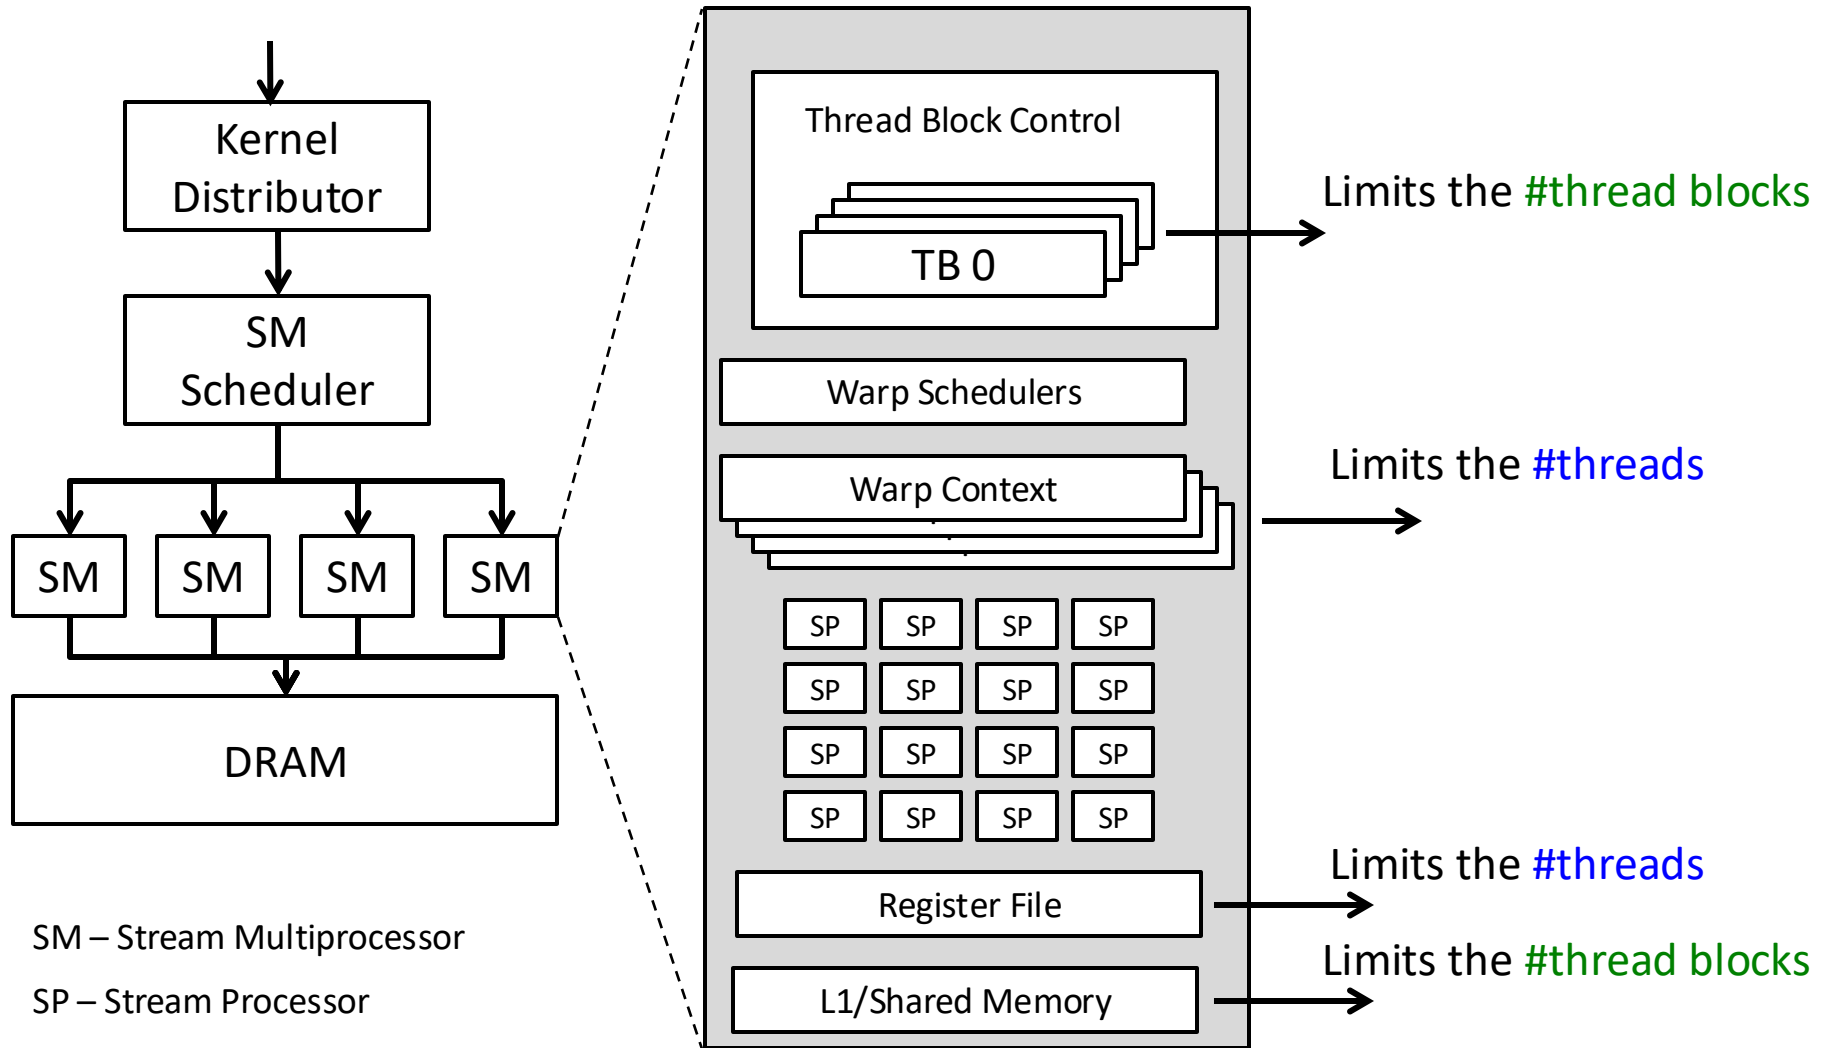 Kernel
Distributor
SM
Scheduler
SM SM SM SM
DRAM
SM – Stream Multiprocessor
SP – Stream Processor
Thread Block Control
TB 0
Warp Schedulers
Warp Context
SP SP SP SP
SP SP SP SP
SP SP SP SP
SP SP SP SP
Register File
L1/Shared Memory
Limits the #thread blocks
Limits the #threads
Limits the #threads
Limits the #thread blocks